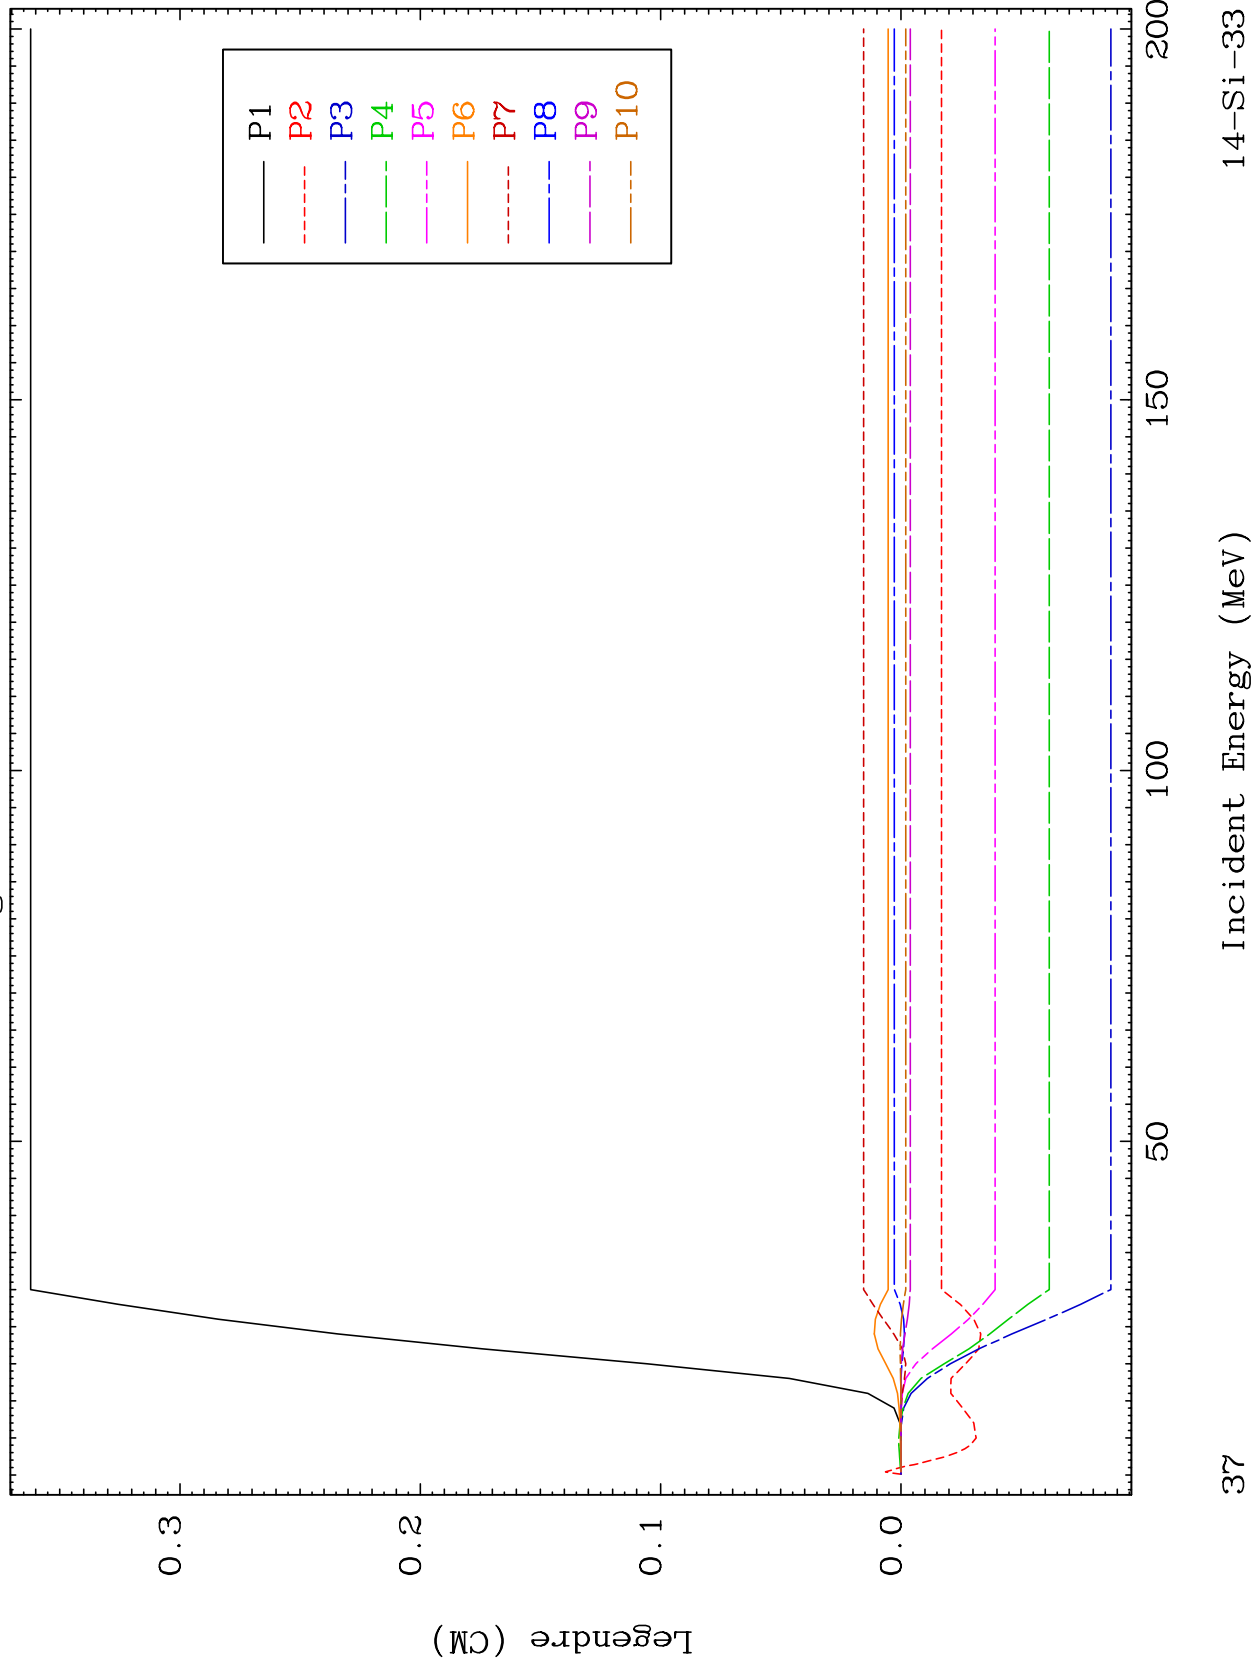 P1
P2
P3
P4
P5
P6
P7
P8
P9
P10
0.3
0.2
0.1
0.0
Legendre (CM)
50
100
150
200
Incident Energy (MeV)
37
14-Si-33